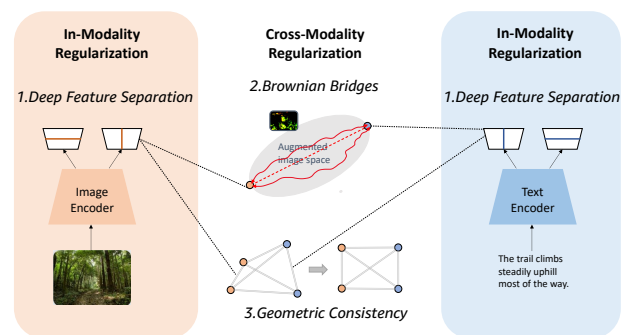 In-Modality
Regularization
1.Deep Feature Separation
Image
Encoder
Cross-Modality
Regularization
2.Brownian Bridges
Augmented
image space
3.Geometric Consistency
In-Modality
Regularization
1.Deep Feature Separation
Text
Encoder
The trail climbs
steadily uphill
most of the way.